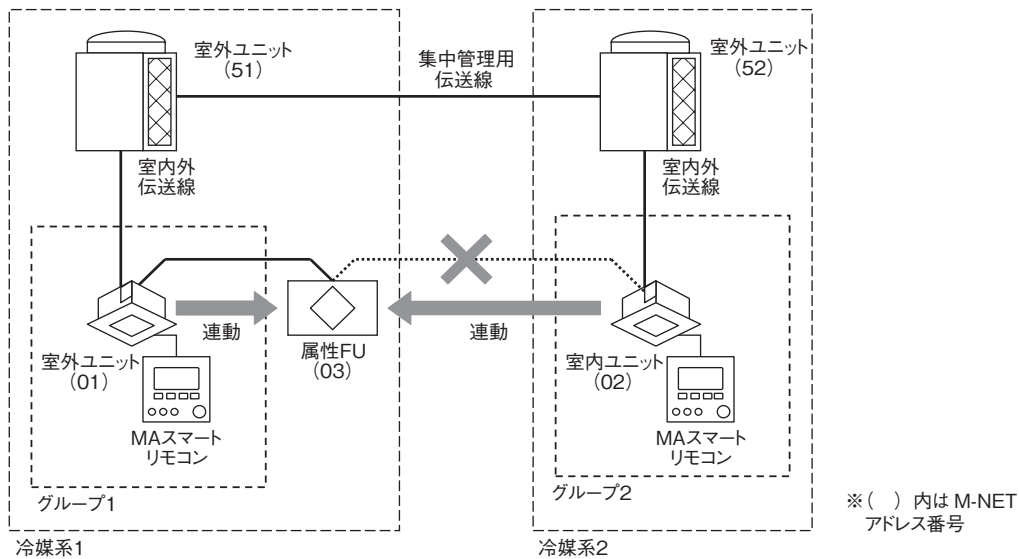 室外ユニット
(51)
集中管理用
伝送線
室外ユニット
(52)
室内外
伝送線
室内外
伝送線
連動
連動
属性FU
(03)
室外ユニット
(01)
室内ユニット
(02)
MAスマート
リモコン
MAスマート
リモコン
グループ1
グループ2
冷媒系1
冷媒系2
※( )内は M-NET
アドレス番号